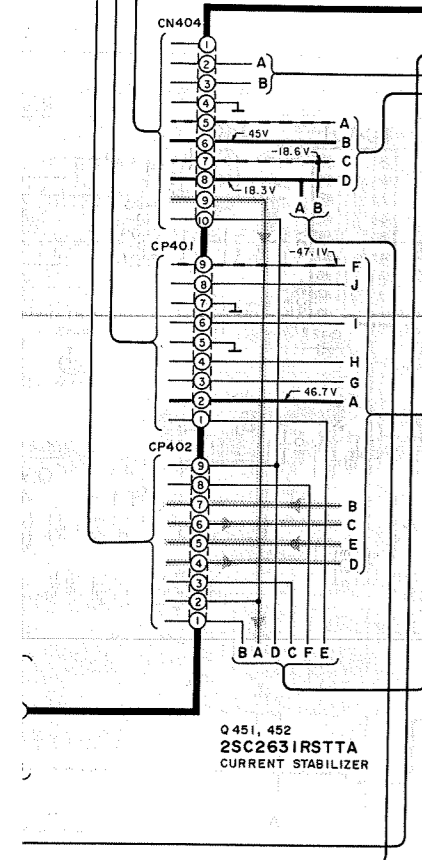 CN404
1
2 A
3 B
4
5 A
6 45V B
7 -18.6V C
8 -18.3V D
9
A B
10
CP401
9 -47.1V F
8 J
7
6 I
5
4 H
3 G
2 46.7V A
1
CP402
9
8
7 B
6 C
5 E
4 D
3
2
1
B A D C F E
Q451, 452
2SC2631RSTTA
CURRENT STABILIZER